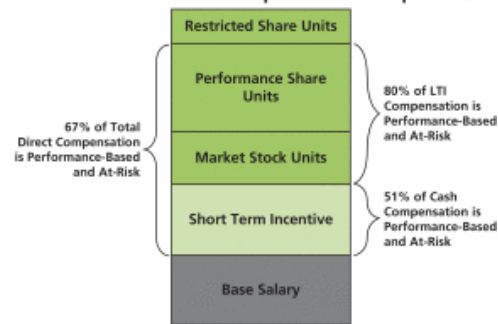 Restricted Share Units
Performance Share
Units
80% of LTI
Compensation is
Performance-Based
and At-Risk
67% of Total
Direct Compensation
is Performance-Based
and At-Risk
Market Stock Units
Short Term Incentive
51% of Cash
Compensation is
Performance-Based
and At-Risk
Base Salary